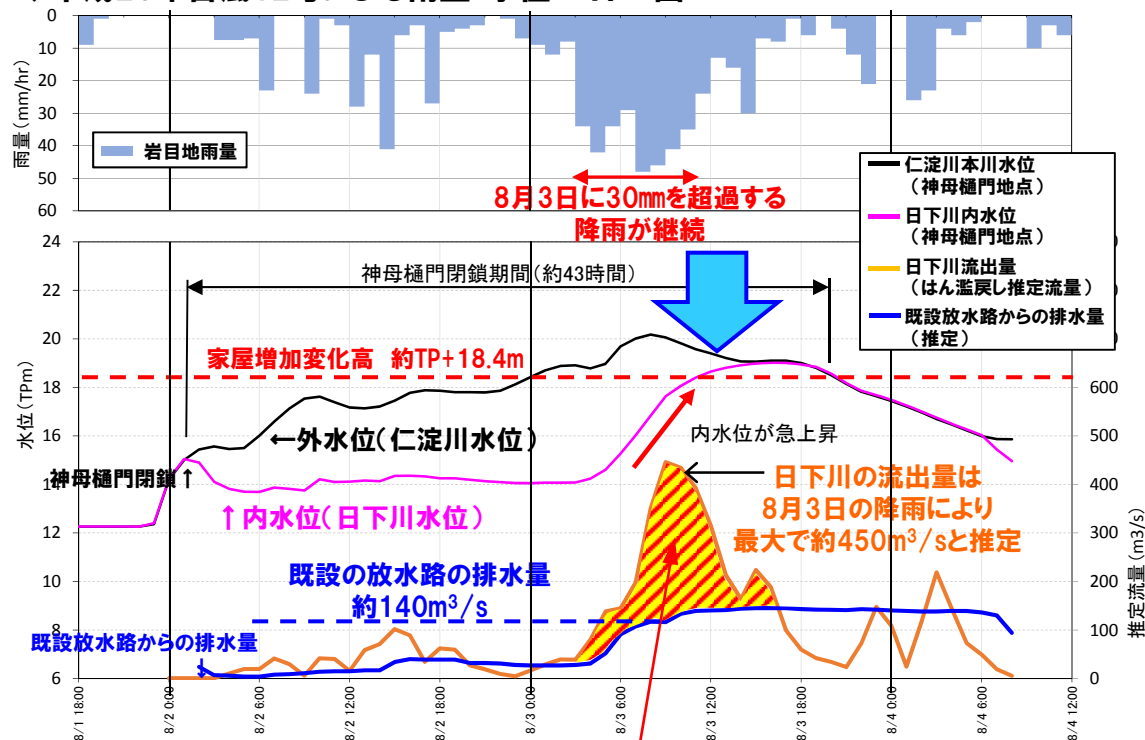 0
10
20
30
40
50
60
雨量(mm/hr)
岩目地雨量
8月3日に30mmを超過する
降雨が継続
仁淀川本川水位
(神母樋門地点)
日下川内水位
(神母樋門地点)
日下川流出量
(はん濫戻し推定流量)
既設放水路からの排水量
(推定)
24
22
20
18
16
14
12
10
8
6
水位(TPm)
神母樋門閉鎖期間(約43時間)
家屋増加変化高 約TP+18.4m
←外水位(仁淀川水位)
神母樋門閉鎖↑
↑内水位(日下川水位)
内水位が急上昇
日下川の流出量は
8月3日の降雨により
最大で約450m³/sと推定
既設の放水路の排水量
約140m³/s
既設放水路からの排水量
600
500
400
300
200
100
0
推定流量(m3/s)
8/1 18:00
8/2 0:00
8/2 6:00
8/2 12:00
8/2 18:00
8/3 0:00
8/3 6:00
8/3 12:00
8/3 18:00
8/4 0:00
8/4 6:00
8/4 12:00